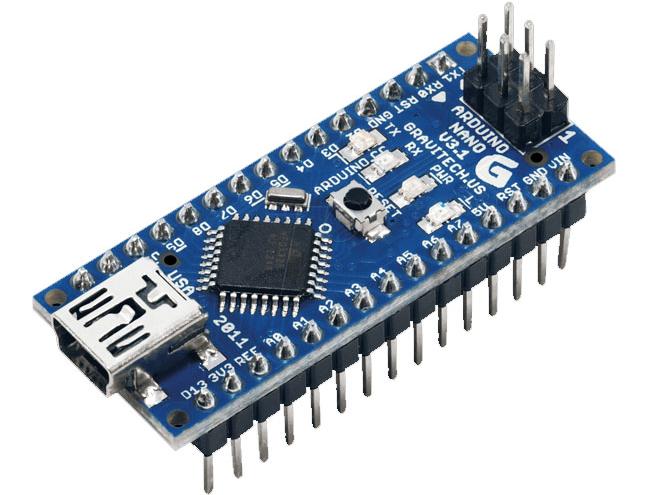 TX1
RX0
RST
GND
D3
D4
D5
D6
D7
D8
D9
TX
RX
PWR
L
ARDUINO.CC
GRAVITECH.US
ARDUINO
NANO
V3.1
G
1
RESET
USA
2011
D13
3V3
REF
A0
A1
A2
A3
A4
A5
A6
A7
5V
RST
GND
VIN